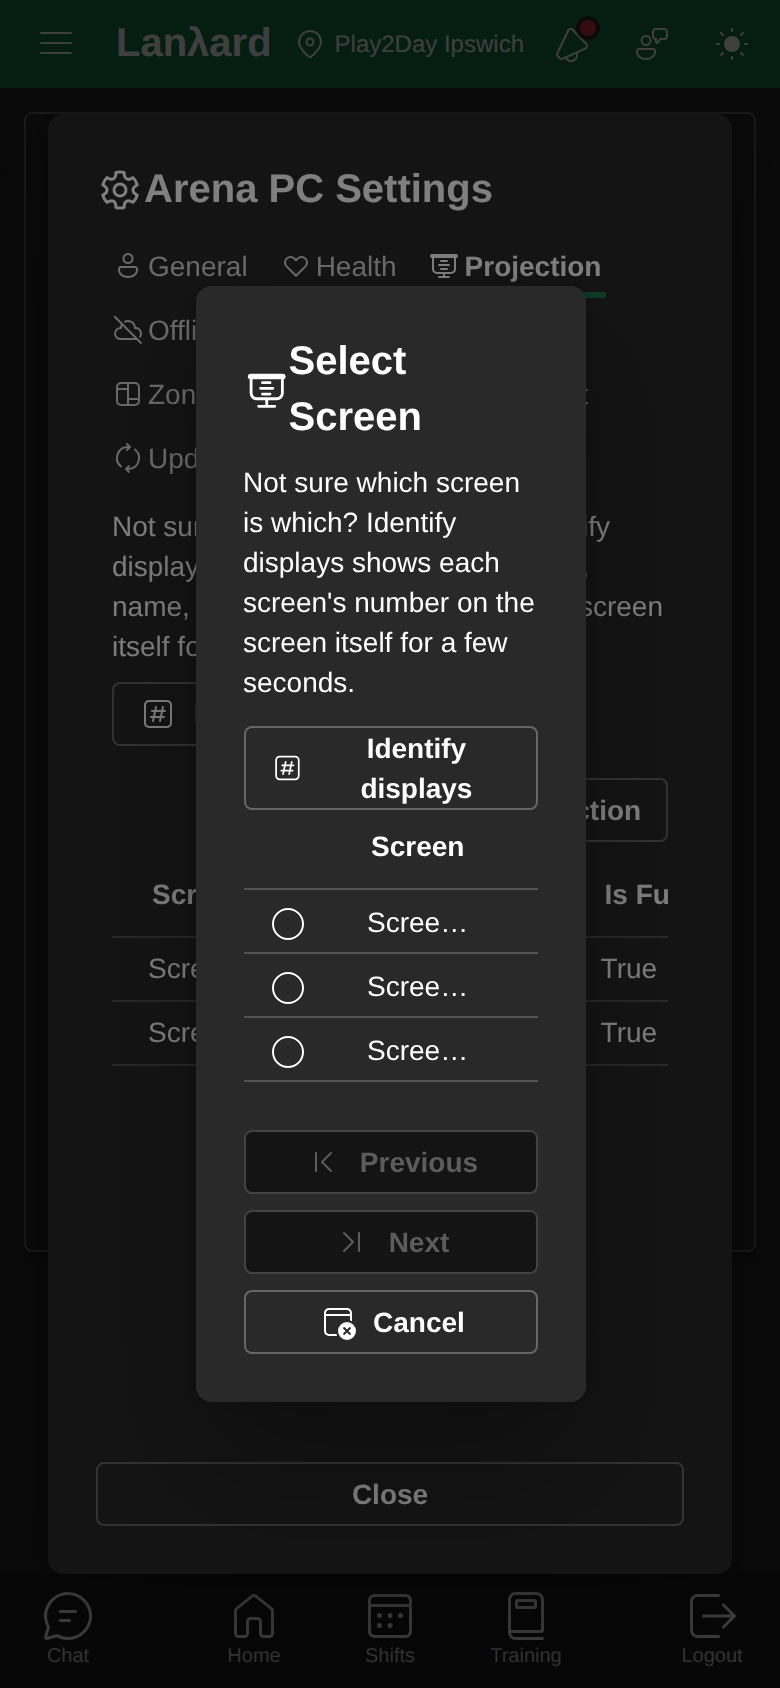 Lanλard
Play2Day Ipswich
Arena PC Settings
General
Health
Projection
Offli
Zon
Upd
Select
Screen
Not sure which screen
is which? Identify
displays shows each
screen's number on the
screen itself for a few
seconds.
Identify
displays
Screen
Scree…
Scree…
Scree…
Previous
Next
Cancel
Not sur
ify
display
name,
screen
itself fo
ction
Scr
Is Fu
Scre
True
Scre
True
Close
Chat
Home
Shifts
Training
Logout